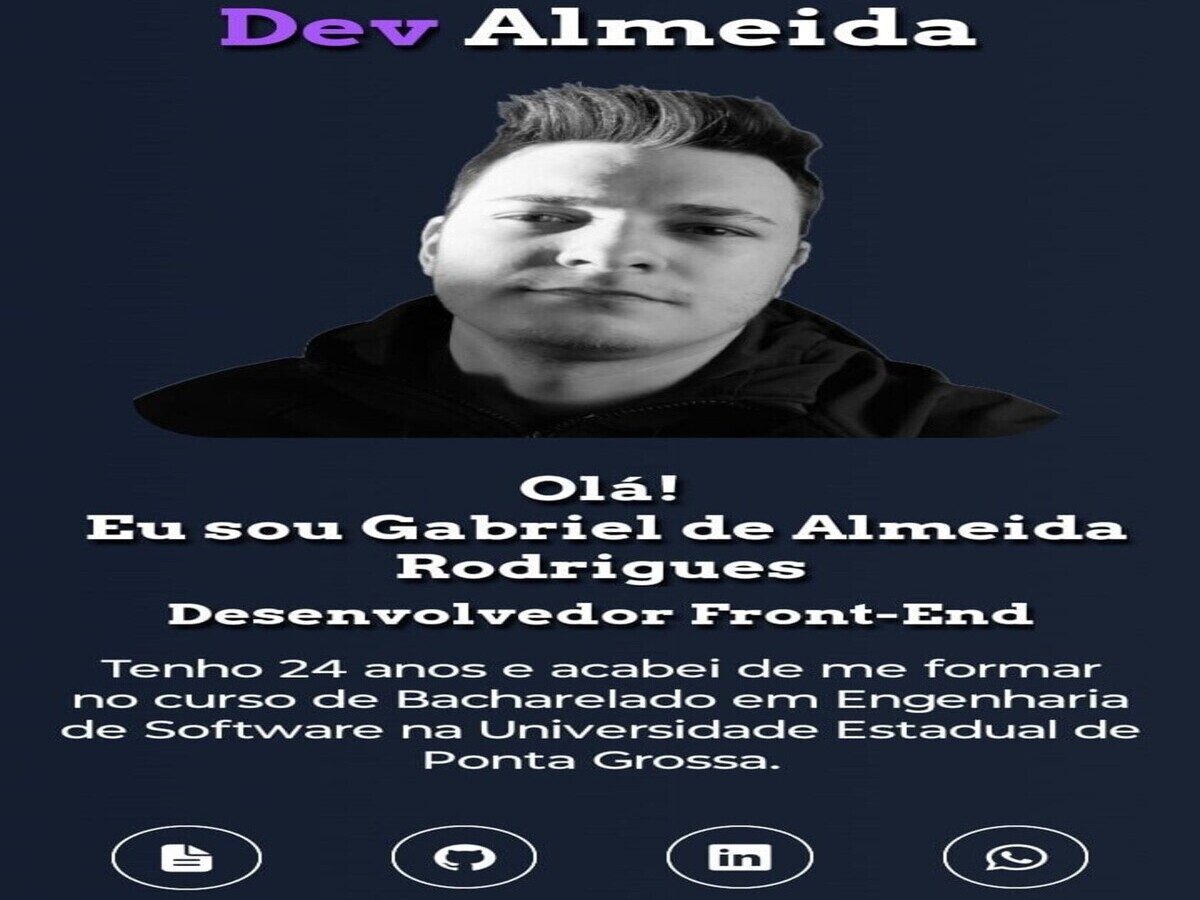 Dev Almeida
Olá!
Eu sou Gabriel de Almeida
Rodrigues
Desenvolvedor Front-End
Tenho 24 anos e acabei de me formar
no curso de Bacharelado em Engenharia
de Software na Universidade Estadual de
Ponta Grossa.
in